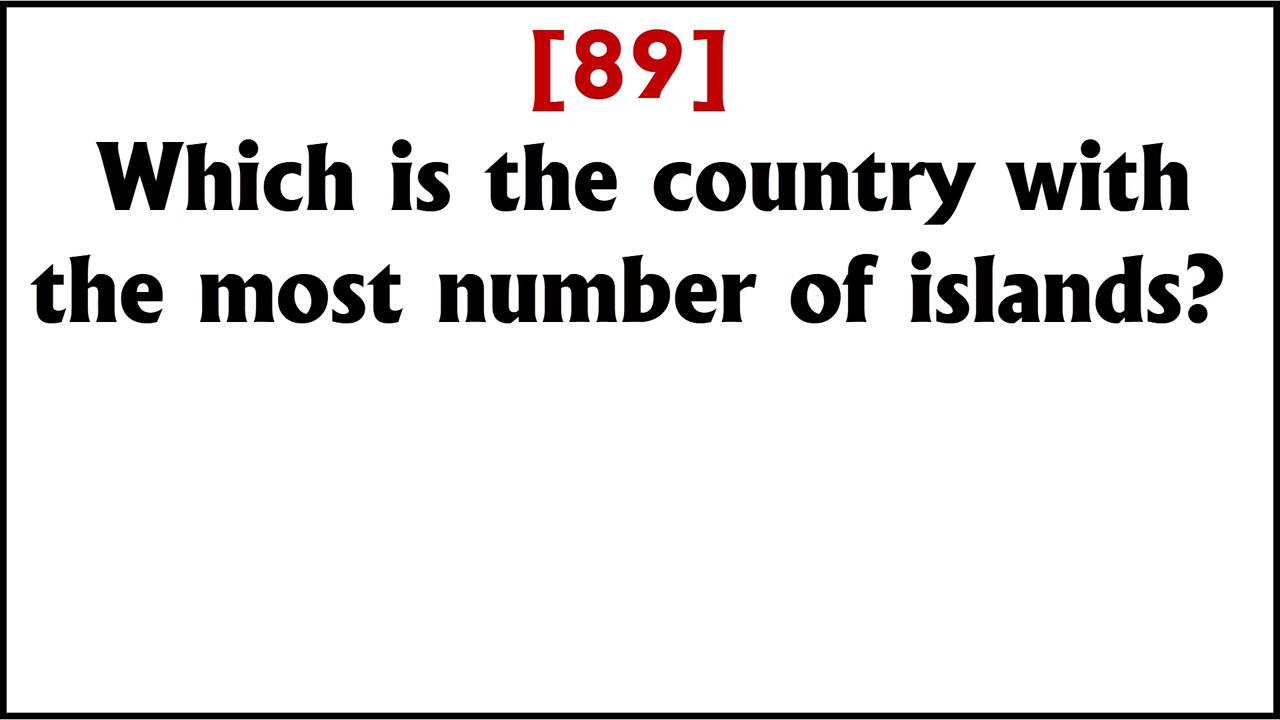 [89]
Which is the country with
the most number of islands?